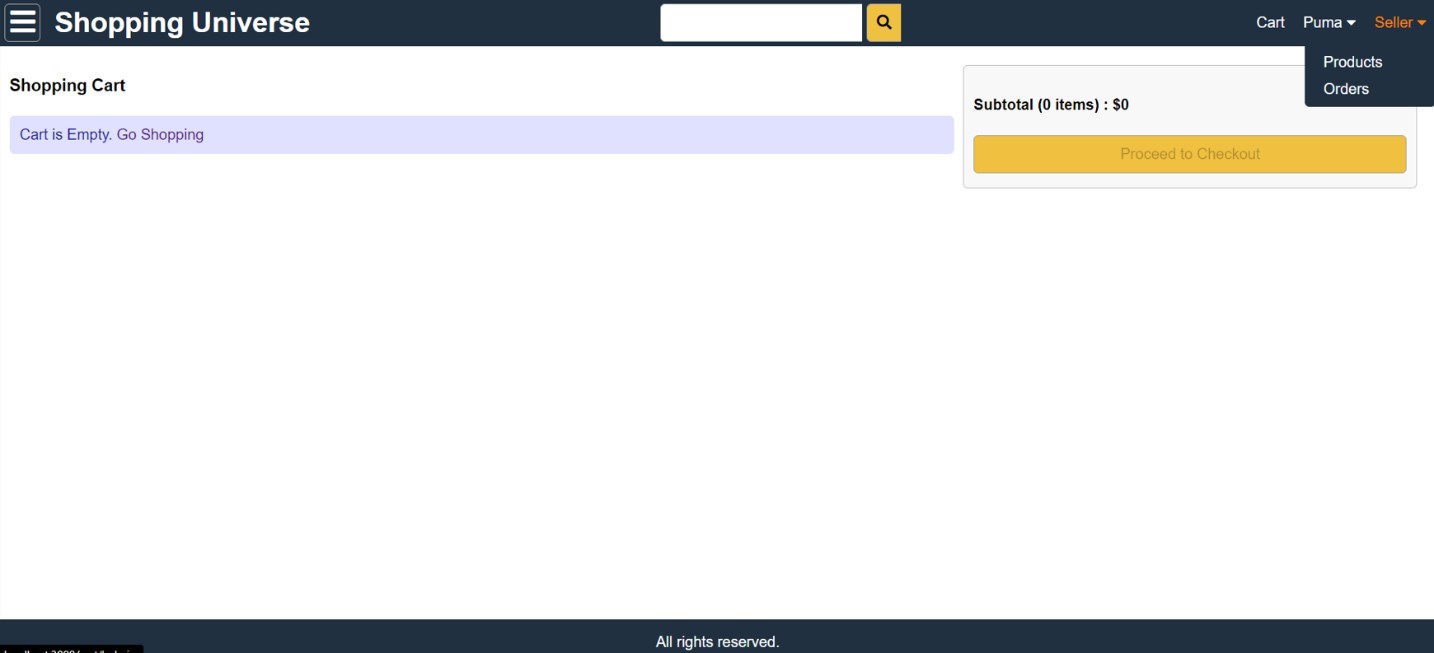 Shopping Universe
Cart Puma Seller
Products
Orders
Shopping Cart
Cart is Empty. Go Shopping
Subtotal (0 items) : $0
Proceed to Checkout
All rights reserved.